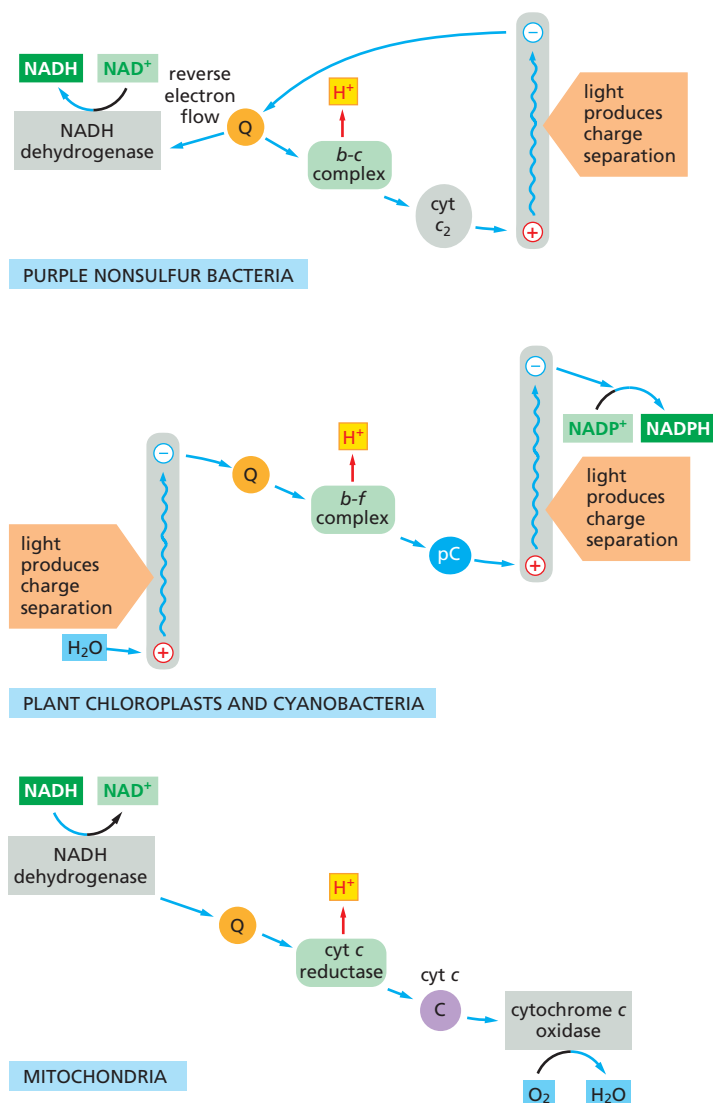 NADH
NAD+
reverse
electron
flow
H+
Q
NADH
dehydrogenase
b-c
complex
cyt
c2
−
+
light
produces
charge
separation
PURPLE NONSULFUR BACTERIA
−
NADP+
NADPH
H+
−
Q
b-f
complex
light
produces
charge
separation
light
produces
charge
separation
pC
+
H2O
+
PLANT CHLOROPLASTS AND CYANOBACTERIA
NADH
NAD+
NADH
dehydrogenase
H+
Q
cyt c
reductase
cyt c
C
cytochrome c
oxidase
MITOCHONDRIA
O2
H2O